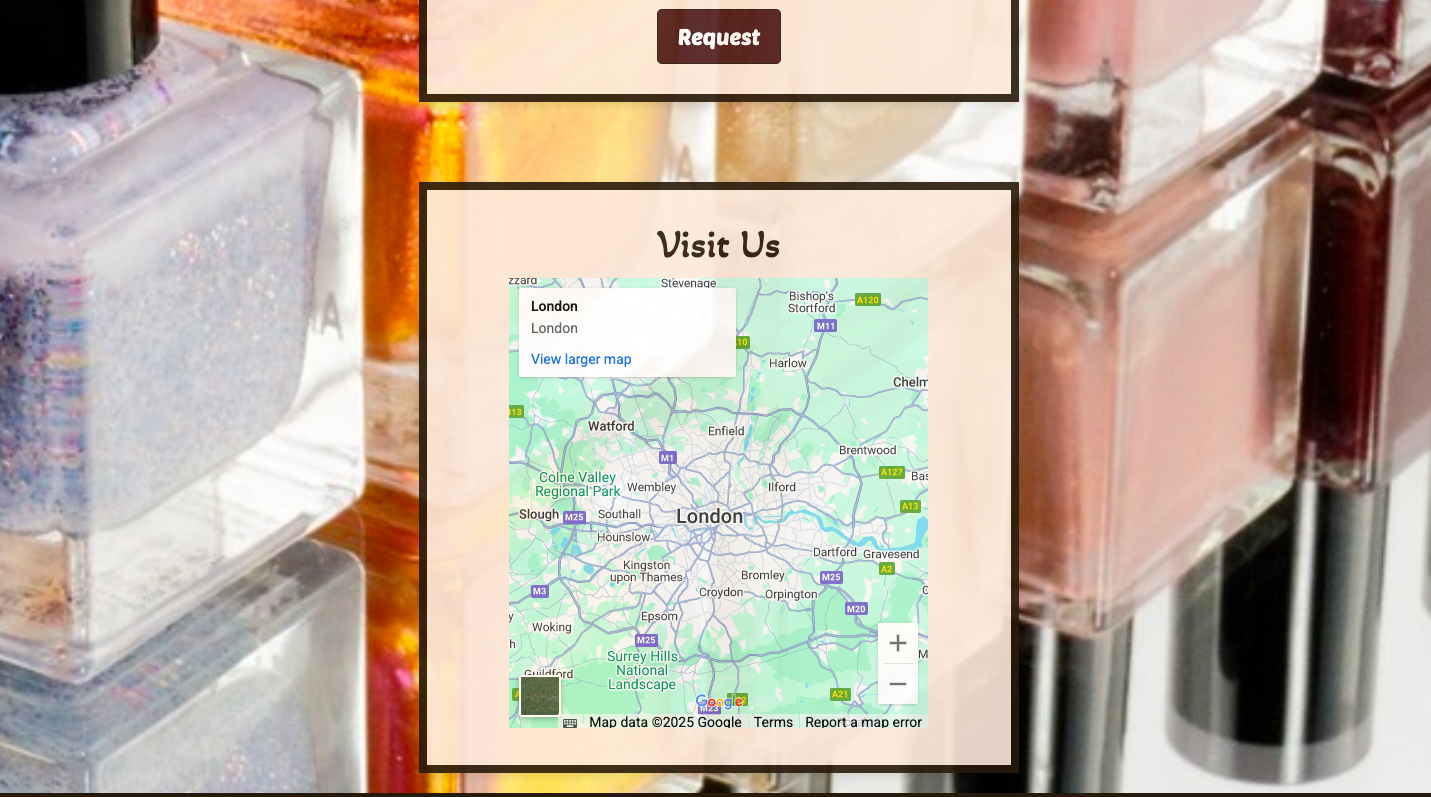 Request
Visit Us
zzard
Stevenage
Bishop's
Stortford
A120
M11
London
London
View larger map
10
Harlow
Chelm
Watford
Enfield
Brentwood
M1
A127
Colne Valley
Regional Park
Wembley
Ilford
Bas
A13
Slough
M25
Southall
London
Hounslow
Dartford
Gravesend
A2
Kingston
upon Thames
Bromley
M25
M3
Croydon
Orpington
M20
Epsom
Woking
M25
Surrey Hills
National
Landscape
Guildford
A21
Google
M23
Map data ©2025 Google
Terms
Report a map error